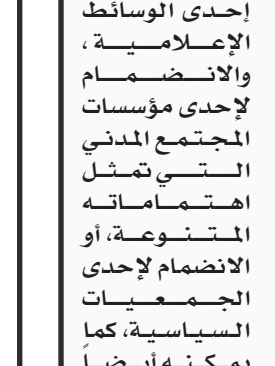 إحدى الوسائط
الإعلامية،
والانضمام
لإحدى مؤسسات
المجتمع المدني
التي تمثل
اهتماماته
المتنوعة، أو
الانضمام لإحدى
الجمعيات
السياسية، كما
يمكنه أيضاً